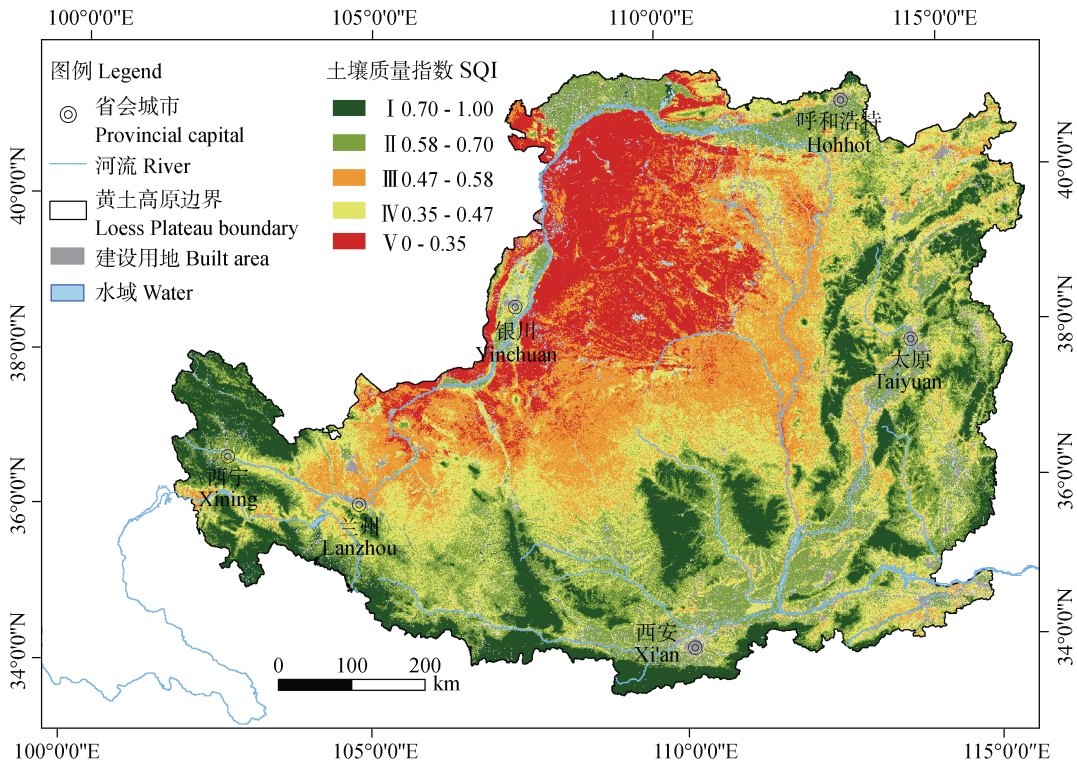 100°0'0"E 105°0'0"E 110°0'0"E 115°0'0"E
图例 Legend
省会城市
Provincial capital
河流 River
黄土高原边界
Loess Plateau boundary
建设用地 Built area
水域 Water
土壤质量指数 SQI
Ⅰ 0.70 - 1.00
Ⅱ 0.58 - 0.70
Ⅲ 0.47 - 0.58
Ⅳ 0.35 - 0.47
Ⅴ 0 - 0.35
呼和浩特
Hohhot
银川
Yinchuan
太原
Taiyuan
西宁
Xining
兰州
Lanzhou
西安
Xi'an
0 100 200
km
40°0'0"N
38°0'0"N
36°0'0"N
34°0'0"N
40°0'0"N
38°0'0"N
36°0'0"N
34°0'0"N
100°0'0"E 105°0'0"E 110°0'0"E 115°0'0"E